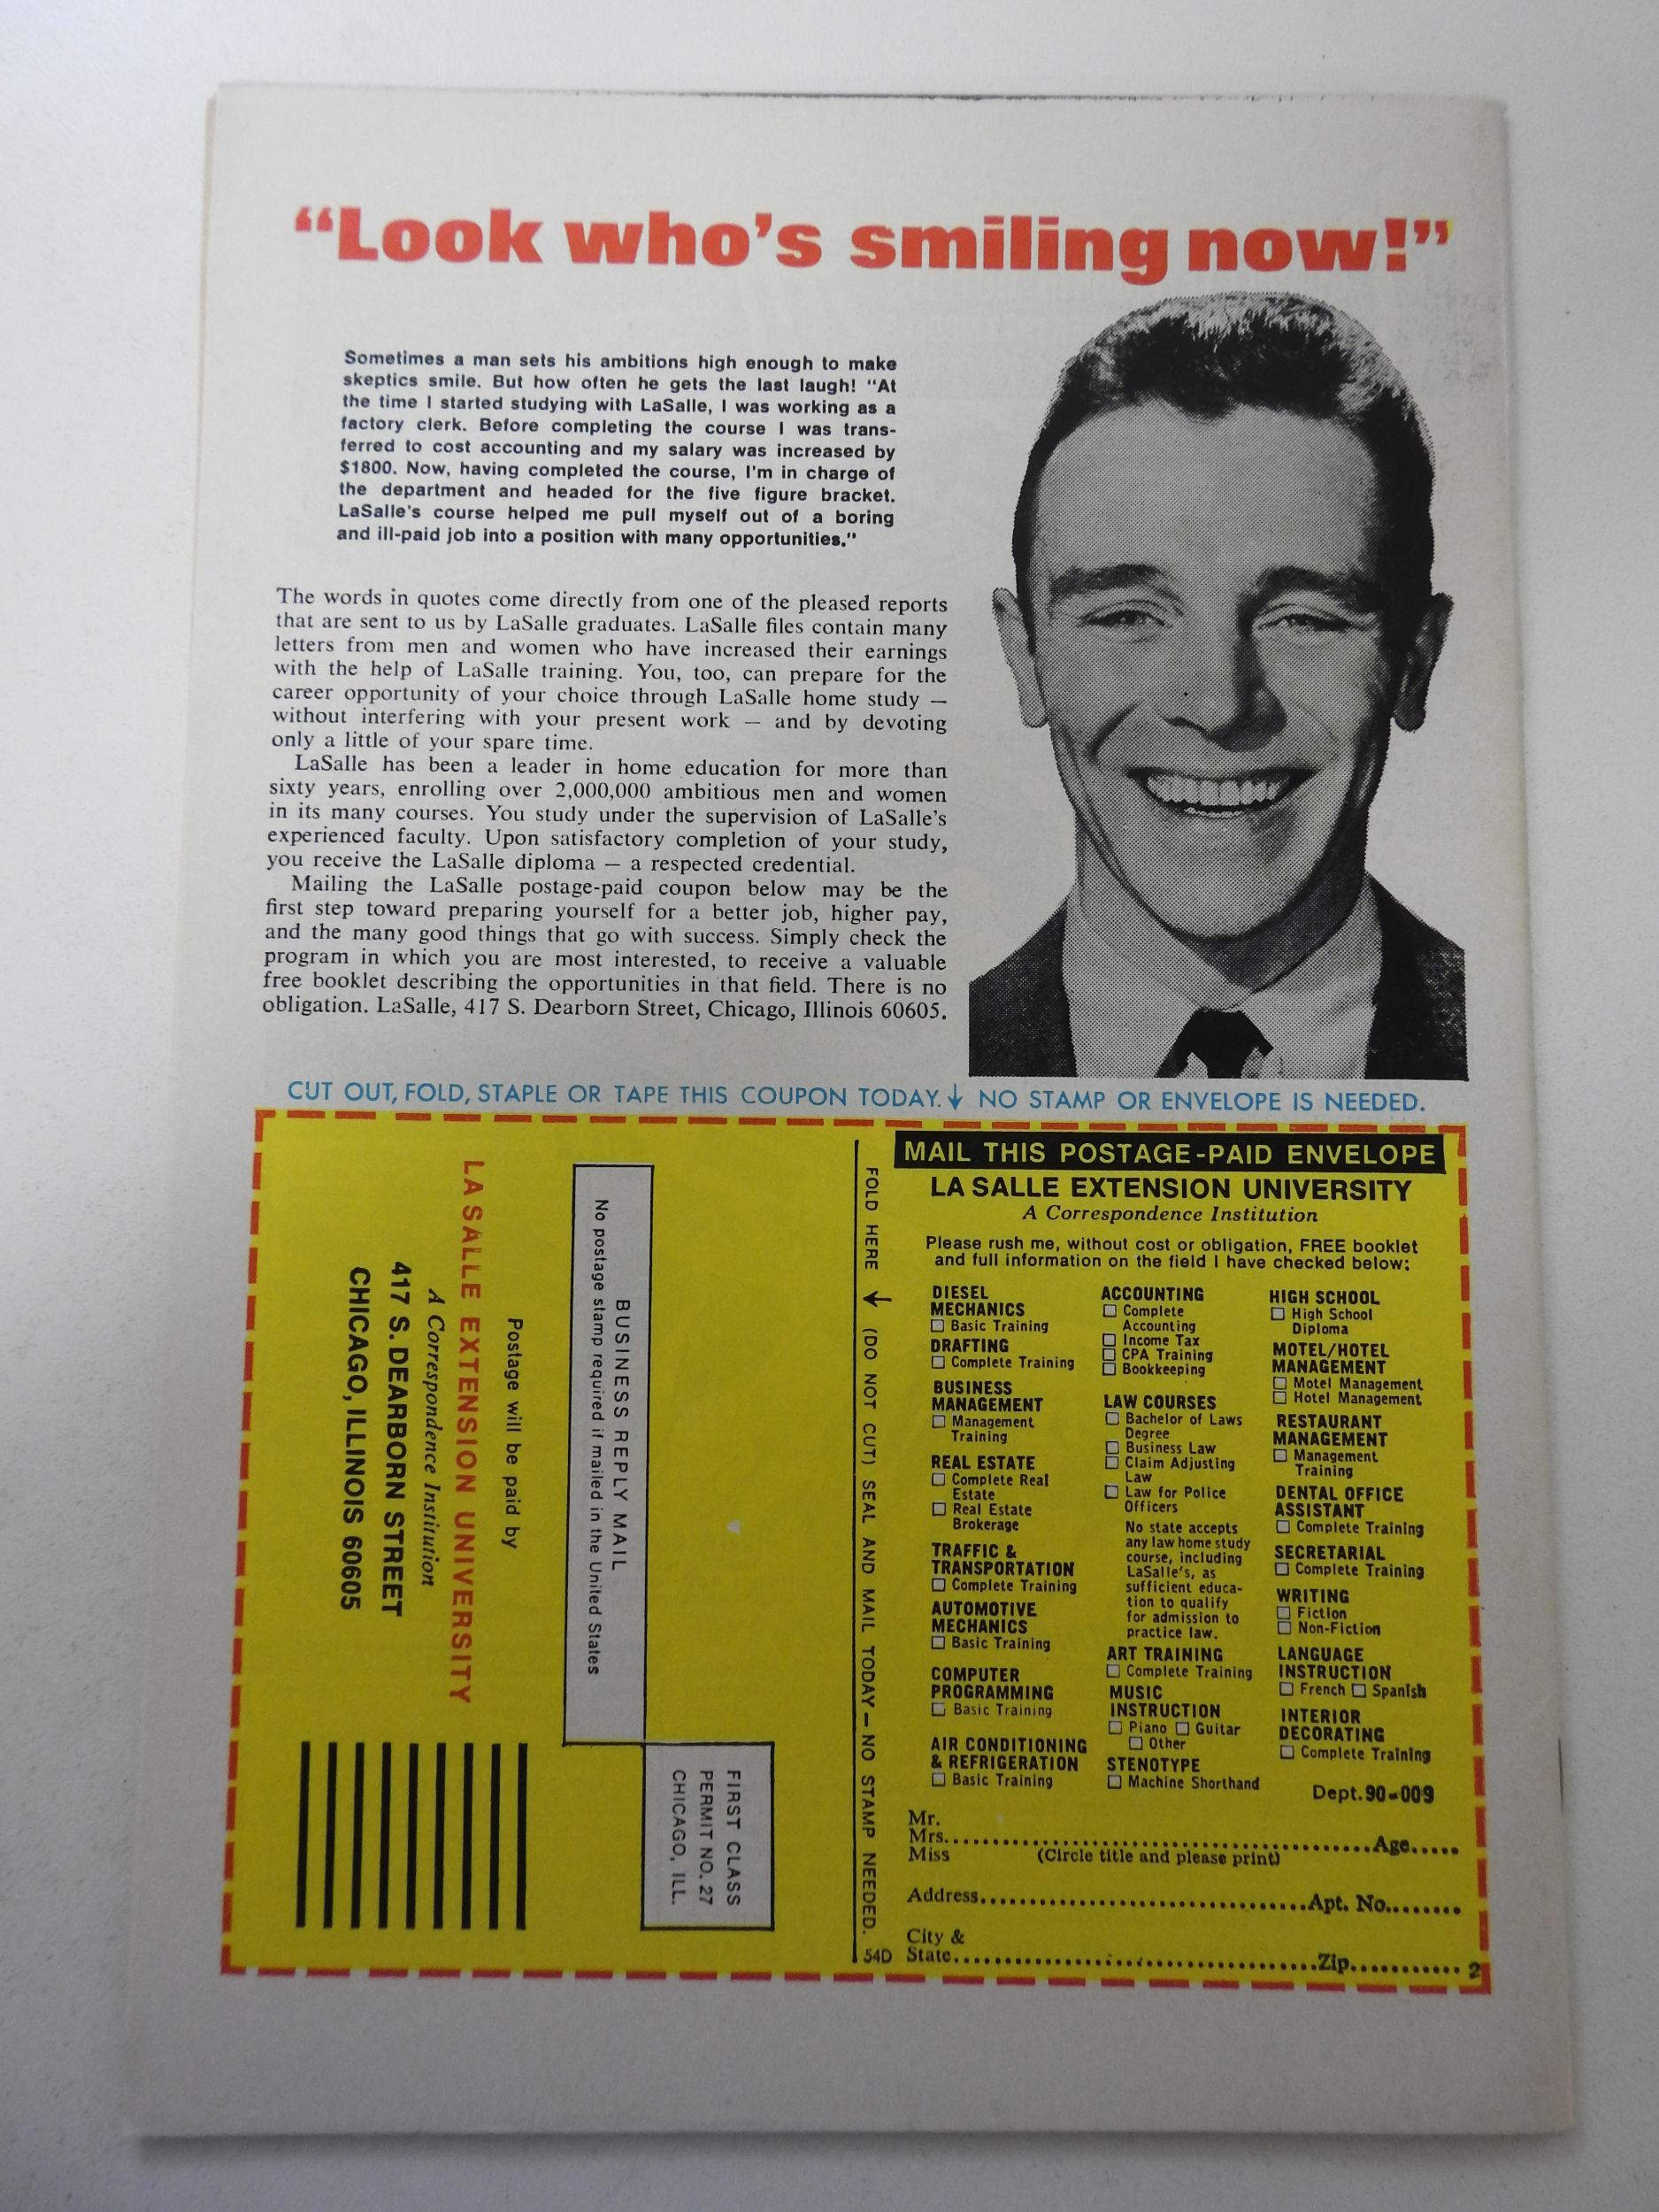 “Look who’s smiling now!”
Sometimes a man sets his ambitions high enough to make
skeptics smile. But how often he gets the last laugh! “At
the time I started studying with LaSalle, I was working as a
factory clerk. Before completing the course I was trans-
ferred to cost accounting and my salary was increased by
$1800. Now, having completed the course, I’m in charge of
the department and headed for the five figure bracket.
LaSalle’s course helped me pull myself out of a boring
and ill-paid job into a position with many opportunities.”
The words in quotes come directly from one of the pleased reports
that are sent to us by LaSalle graduates. LaSalle files contain many
letters from men and women who have increased their earnings
with the help of LaSalle training. You, too, can prepare for the
career opportunity of your choice through LaSalle home study —
without interfering with your present work — and by devoting
only a little of your spare time.
LaSalle has been a leader in home education for more than
sixty years, enrolling over 2,000,000 ambitious men and women
in its many courses. You study under the supervision of LaSalle’s
experienced faculty. Upon satisfactory completion of your study,
you receive the LaSalle diploma — a respected credential.
Mailing the LaSalle postage-paid coupon below may be the
first step toward preparing yourself for a better job, higher pay,
and the many good things that go with success. Simply check the
program in which you are most interested, to receive a valuable
free booklet describing the opportunities in that field. There is no
obligation. LaSalle, 417 S. Dearborn Street, Chicago, Illinois 60605.
CUT OUT, FOLD, STAPLE OR TAPE THIS COUPON TODAY.↓ NO STAMP OR ENVELOPE IS NEEDED.
FIRST CLASS
PERMIT NO. 27
CHICAGO, ILL.
BUSINESS REPLY MAIL
No postage stamp required if mailed in the United States
Postage will be paid by
LA SALLE EXTENSION UNIVERSITY
A Correspondence Institution
417 S. DEARBORN STREET
CHICAGO, ILLINOIS 60605
FOLD HERE ↓ (DO NOT CUT) SEAL AND MAIL TODAY — NO STAMP NEEDED.
54D
MAIL THIS POSTAGE-PAID ENVELOPE
LA SALLE EXTENSION UNIVERSITY
A Correspondence Institution
Please rush me, without cost or obligation, FREE booklet
and full information on the field I have checked below:
DIESEL
MECHANICS
☐ Basic Training
DRAFTING
☐ Complete Training
BUSINESS
MANAGEMENT
☐ Management
Training
REAL ESTATE
☐ Complete Real
Estate
☐ Real Estate
Brokerage
TRAFFIC &
TRANSPORTATION
☐ Complete Training
AUTOMOTIVE
MECHANICS
☐ Basic Training
COMPUTER
PROGRAMMING
☐ Basic Training
AIR CONDITIONING
& REFRIGERATION
☐ Basic Training
ACCOUNTING
☐ Complete
Accounting
☐ Income Tax
☐ CPA Training
☐ Bookkeeping
LAW COURSES
☐ Bachelor of Laws
Degree
☐ Business Law
☐ Claim Adjusting
Law
☐ Law for Police
Officers
No state accepts
any law home study
course, including
LaSalle’s, as
sufficient educa-
tion to qualify
for admission to
practice law.
ART TRAINING
☐ Complete Training
MUSIC
INSTRUCTION
☐ Piano ☐ Guitar
☐ Other
STENOTYPE
☐ Machine Shorthand
HIGH SCHOOL
☐ High School
Diploma
MOTEL/HOTEL
MANAGEMENT
☐ Motel Management
☐ Hotel Management
RESTAURANT
MANAGEMENT
☐ Management
Training
DENTAL OFFICE
ASSISTANT
☐ Complete Training
SECRETARIAL
☐ Complete Training
WRITING
☐ Fiction
☐ Non-Fiction
LANGUAGE
INSTRUCTION
☐ French ☐ Spanish
INTERIOR
DECORATING
☐ Complete Training
Dept. 90-009
Mr.
Mrs.....Age.....
Miss (Circle title and please print)
Address.....Apt. No.....
City &
State.....Zip..... 2